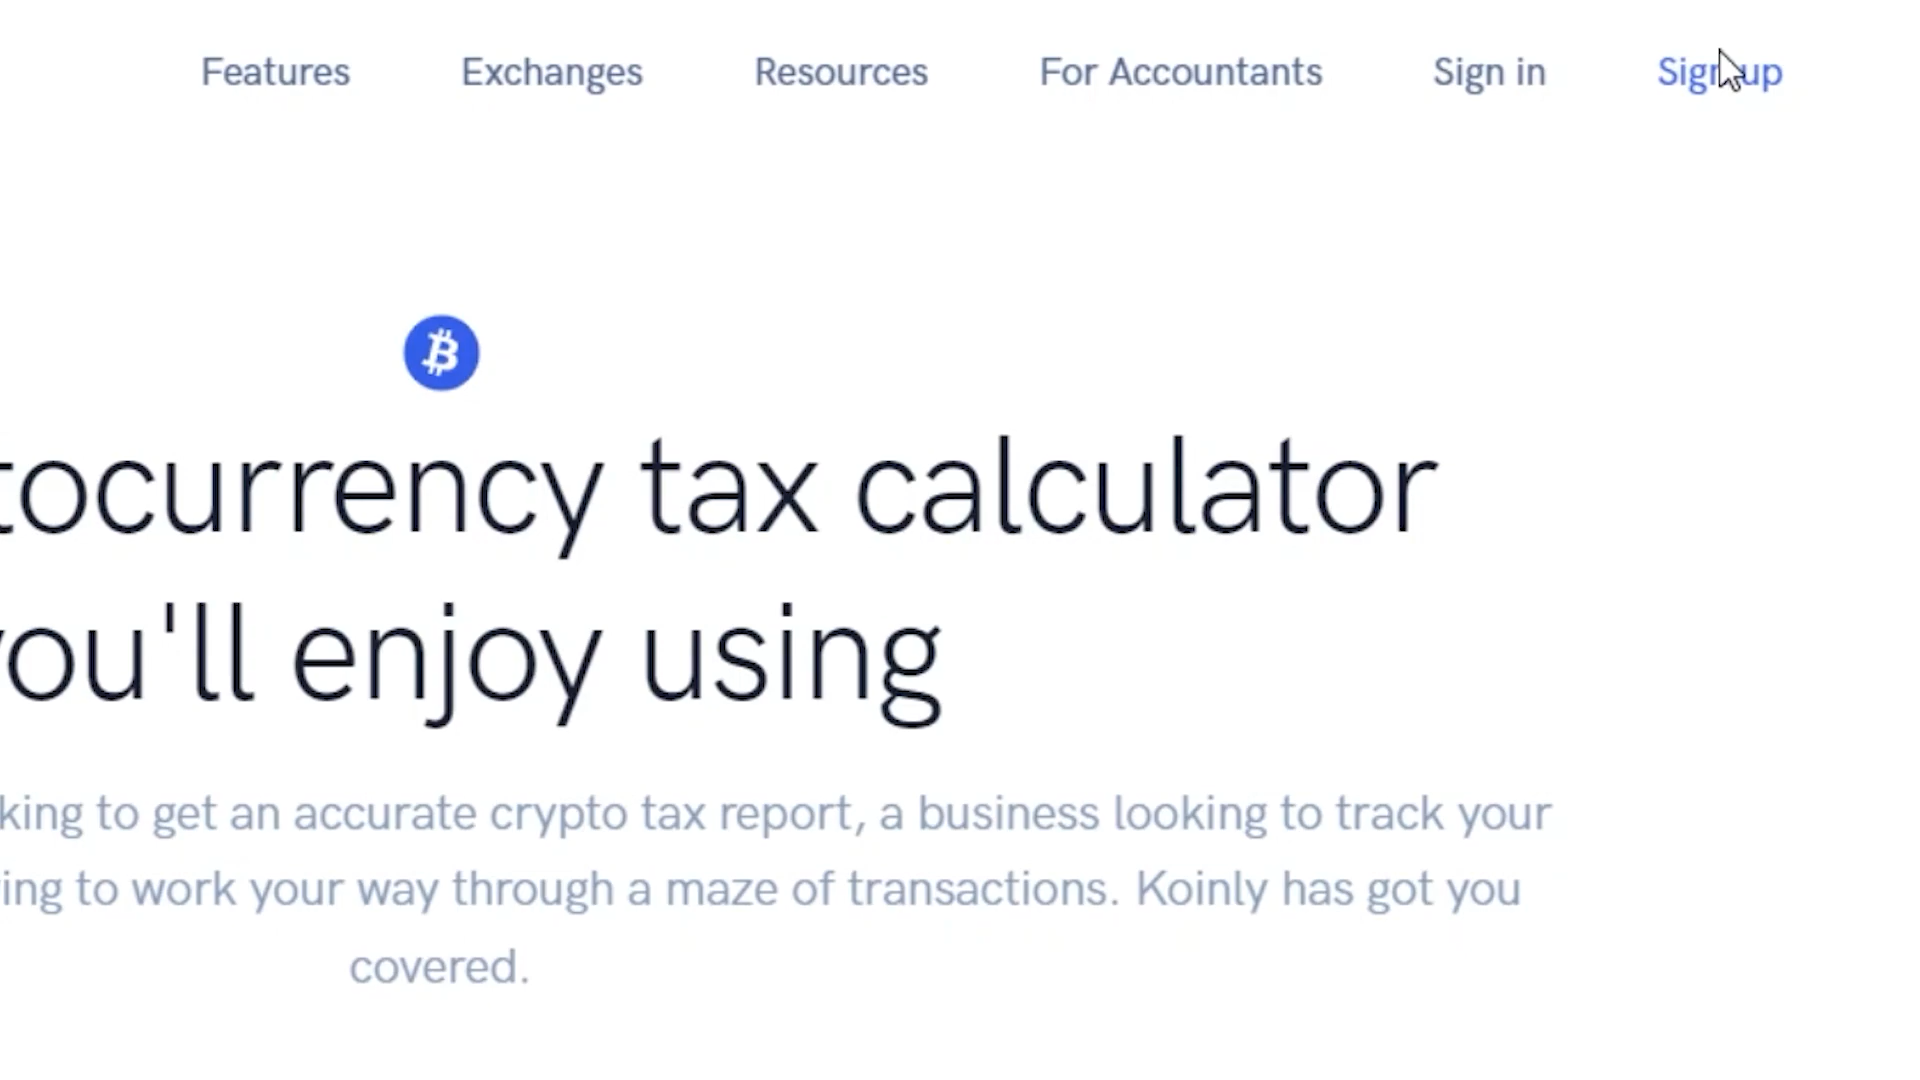 Features Exchanges Resources For Accountants Sign in Sign up
tocurrency tax calculator
you'll enjoy using
king to get an accurate crypto tax report, a business looking to track your
ing to work your way through a maze of transactions. Koinly has got you
covered.